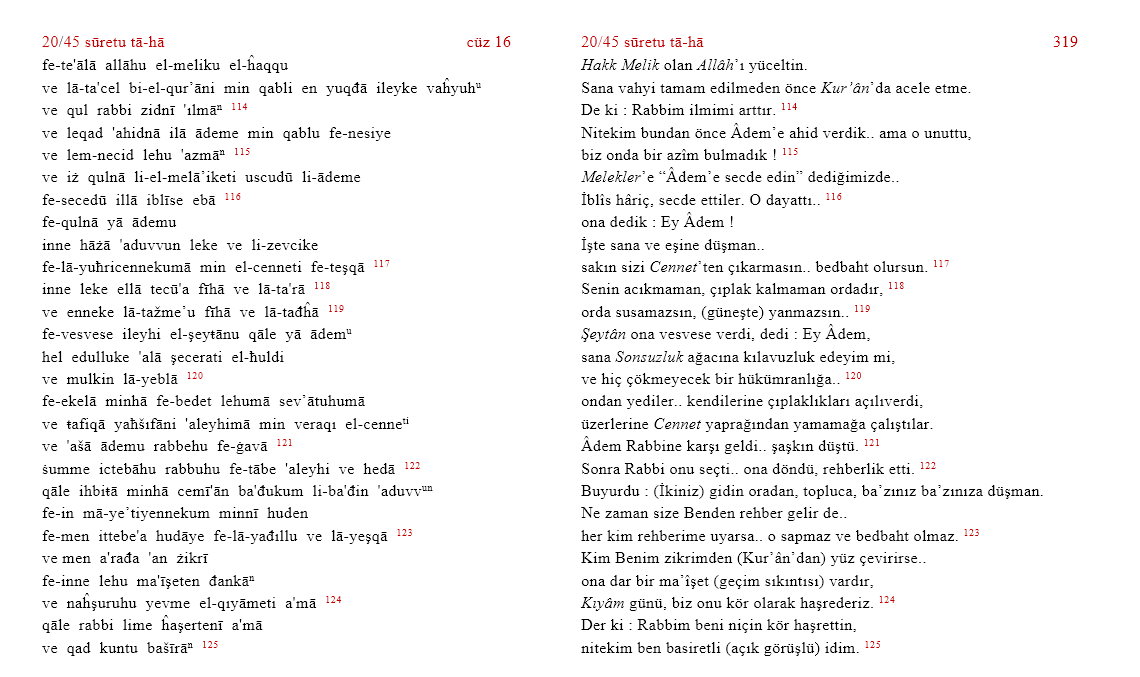 20/45 sūretu tā-hā cüz 16
fe-te'ālā allāhu el-meliku el-ĥaqqu
ve lā-ta'cel bi-el-qur’āni min qabli en yuqđā ileyke vaĥyuhᵘ
ve qul rabbi zidnī 'ılmāⁿ 114
ve leqad 'ahidnā ilā ādeme min qablu fe-nesiye
ve lem-necid lehu 'azmāⁿ 115
ve iż qulnā li-el-melā’iketi uscudū li-ādeme
fe-secedū illā iblīse ebā 116
fe-qulnā yā ādemu
inne hāżā 'aduvvun leke ve li-zevcike
fe-lā-yuħricennekumā min el-cenneti fe-teşqā 117
inne leke ellā tecū'a fīhā ve lā-ta'rā 118
ve enneke lā-tažme’u fīhā ve lā-tađĥā 119
fe-vesvese ileyhi el-şeyŧānu qāle yā ādemᵘ
hel edulluke 'alā şecerati el-ħuldi
ve mulkin lā-yeblā 120
fe-ekelā minhā fe-bedet lehumā sev’ātuhumā
ve ŧafiqā yaħšıfāni 'aleyhimā min veraqı el-cenneᵗⁱ
ve 'ašā ādemu rabbehu fe-ġavā 121
ṡumme ictebāhu rabbuhu fe-tābe 'aleyhi ve hedā 122
qāle ihbiŧā minhā cemī'ān ba'đukum li-ba'đin 'aduvvᵘⁿ
fe-in mā-ye’tiyennekum minnī huden
fe-men ittebe'a hudāye fe-lā-yađıllu ve lā-yeşqā 123
ve men a'rađa 'an żikrī
fe-inne lehu ma'īşeten đankāⁿ
ve naĥşuruhu yevme el-qıyāmeti a'mā 124
qāle rabbi lime ĥaşertenī a'mā
ve qad kuntu bašīrāⁿ 125
20/45 sūretu tā-hā 319
Hakk Melik olan Allâh’ı yüceltin.
Sana vahyi tamam edilmeden önce Kur’ân’da acele etme.
De ki : Rabbim ilmimi arttır. 114
Nitekim bundan önce Âdem’e ahid verdik.. ama o unuttu,
biz onda bir azîm bulmadık ! 115
Melekler’e “Âdem’e secde edin” dediğimizde..
İblîs hâriç, secde ettiler. O dayattı.. 116
ona dedik : Ey Âdem !
İşte sana ve eşine düşman..
sakın sizi Cennet’ten çıkarmasın.. bedbaht olursun. 117
Senin acıkmaman, çıplak kalmaman ordadır, 118
orda susamazsın, (güneşte) yanmazsın.. 119
Şeytân ona vesvese verdi, dedi : Ey Âdem,
sana Sonsuzluk ağacına kılavuzluk edeyim mi,
ve hiç çökmeyecek bir hükümranlığa.. 120
ondan yediler.. kendilerine çıplaklıkları açılıverdi,
üzerlerine Cennet yaprağından yamamağa çalıştılar.
Âdem Rabbine karşı geldi.. şaşkın düştü. 121
Sonra Rabbi onu seçti.. ona döndü, rehberlik etti. 122
Buyurdu : (İkiniz) gidin oradan, topluca, ba’zınız ba’zınıza düşman.
Ne zaman size Benden rehber gelir de..
her kim rehberime uyarsa.. o sapmaz ve bedbaht olmaz. 123
Kim Benim zikrimden (Kur’ân’dan) yüz çevirirse..
ona dar bir ma’îşet (geçim sıkıntısı) vardır,
Kıyâm günü, biz onu kör olarak haşrederiz. 124
Der ki : Rabbim beni niçin kör haşrettin,
nitekim ben basiretli (açık görüşlü) idim. 125